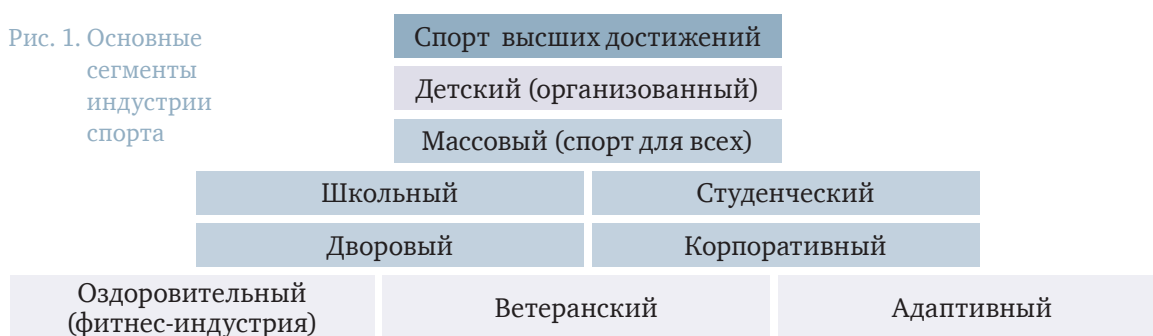 Рис. 1. Основные
сегменты
индустрии
спорта
Спорт высших достижений
Детский (организованный)
Массовый (спорт для всех)
Школьный
Студенческий
Дворовый
Корпоративный
Оздоровительный
(фитнес-индустрия)
Ветеранский
Адаптивный